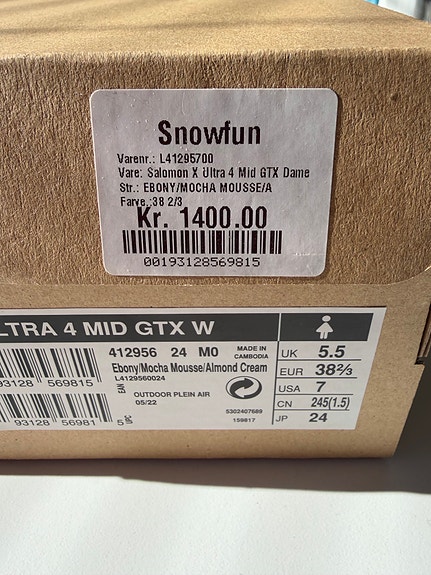 Snowfun
Varenr.: L41295700
Vare: Salomon X Ultra 4 Mid GTX Dame
Str.: EBONY/MOCHA MOUSSE/A
Farve.:38 2/3
Kr. 1400.00
00193128569815
LTRA 4 MID GTX W
412956 24 M0
MADE IN
CAMBODIA
Ebony/Mocha Mousse/Almond Cream
L4129560024
93128 569815
EAN
OUTDOOR PLEIN AIR
05/22
5302407689
159817
93128 56981 5
UPC
UK 5.5
EUR 38⅔
USA 7
CN 245(1.5)
JP 24